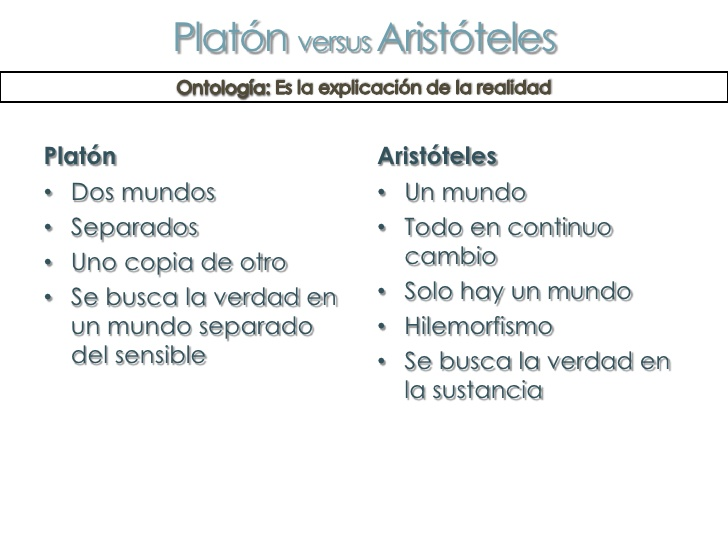 Platón versus Aristóteles
Ontología: Es la explicación de la realidad
Platón
• Dos mundos
• Separados
• Uno copia de otro
• Se busca la verdad en
un mundo separado
del sensible
Aristóteles
• Un mundo
• Todo en continuo
cambio
• Solo hay un mundo
• Hilemorfismo
• Se busca la verdad en
la sustancia